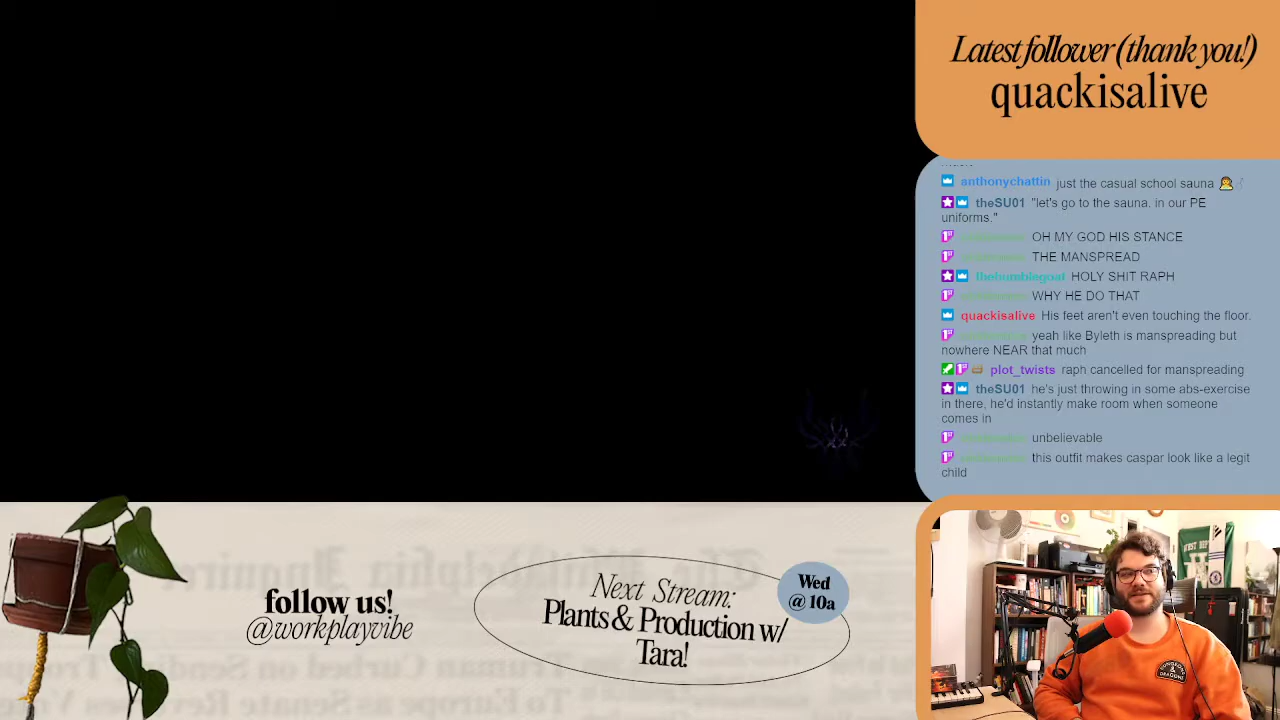 Latest follower (thank you!)
quackisalive
anthonychattin just the casual school sauna
theSU01 "let's go to the sauna. in our PE
uniforms."
OH MY GOD HIS STANCE
THE MANSPREAD
thehumblegoat HOLY SHIT RAPH
WHY HE DO THAT
quackisalive His feet aren't even touching the floor.
yeah like Byleth is manspreading but
nowhere NEAR that much
plot_twists raph cancelled for manspreading
theSU01 he's just throwing in some abs-exercise
in there, he'd instantly make room when someone
comes in
unbelievable
this outfit makes caspar look like a legit
child
follow us!
@workplayvibe
Next Stream:
Plants & Production w/
Tara!
Wed
@ 10a
DUNGEONS
&
DRAGONS